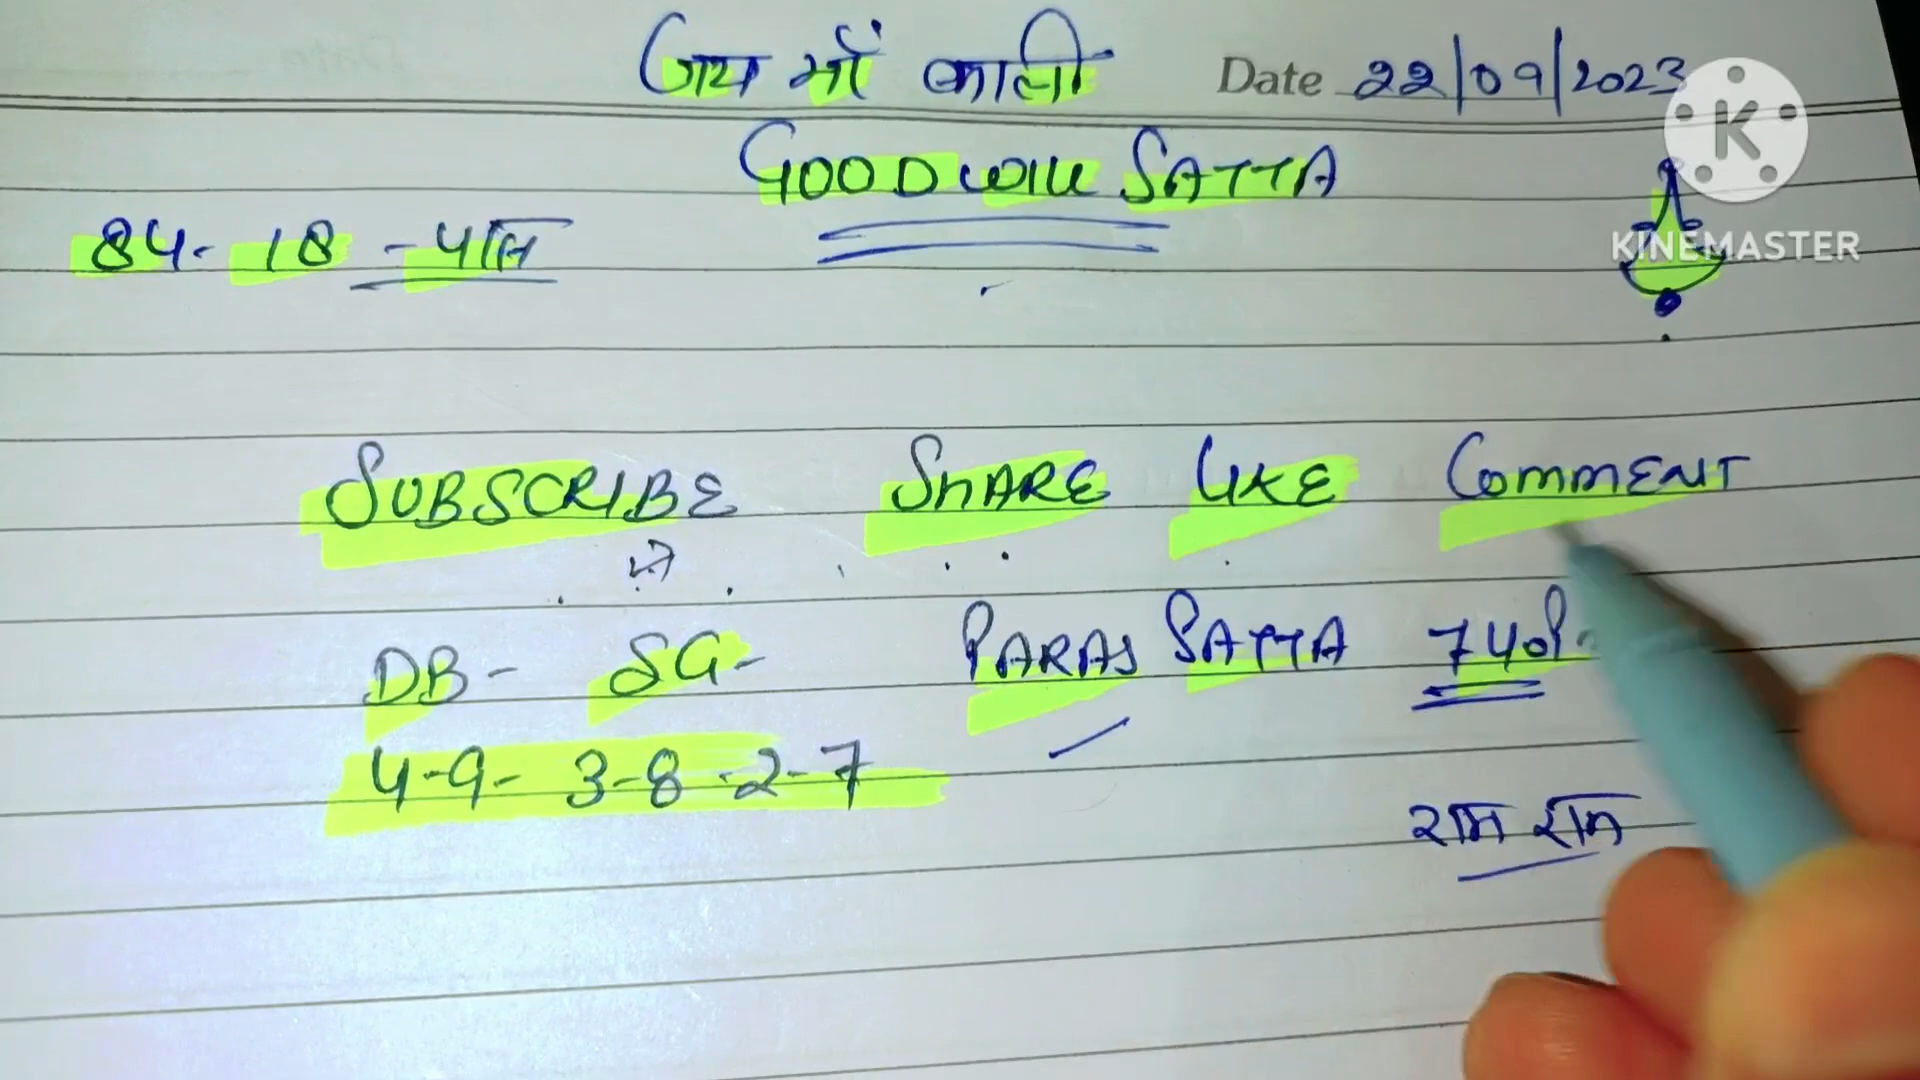 जय माँ काली Date 22/09/2023
GOODWILL SATTA
84-18-पास
KINEMASTER
SUBSCRIBE SHARE LIKE COMMENT
DB- SG- PARAS SATTA
4-9-3-8-2-7
राम राम